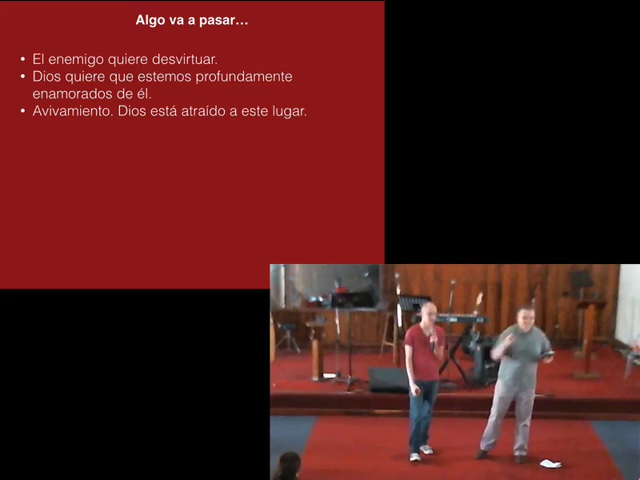 Algo va a pasar…
• El enemigo quiere desvirtuar.
• Dios quiere que estemos profundamente
enamorados de él.
• Avivamiento. Dios está atraído a este lugar.